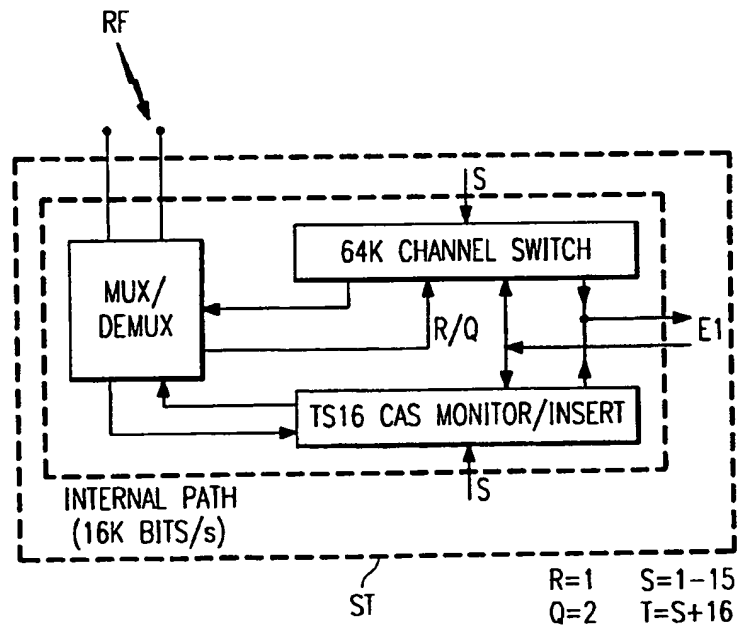 RF
S
64K CHANNEL SWITCH
MUX/
DEMUX
R/Q
E1
TS16 CAS MONITOR/INSERT
S
INTERNAL PATH
(16K BITS/s)
ST
R=1 S=1-15
Q=2 T=S+16